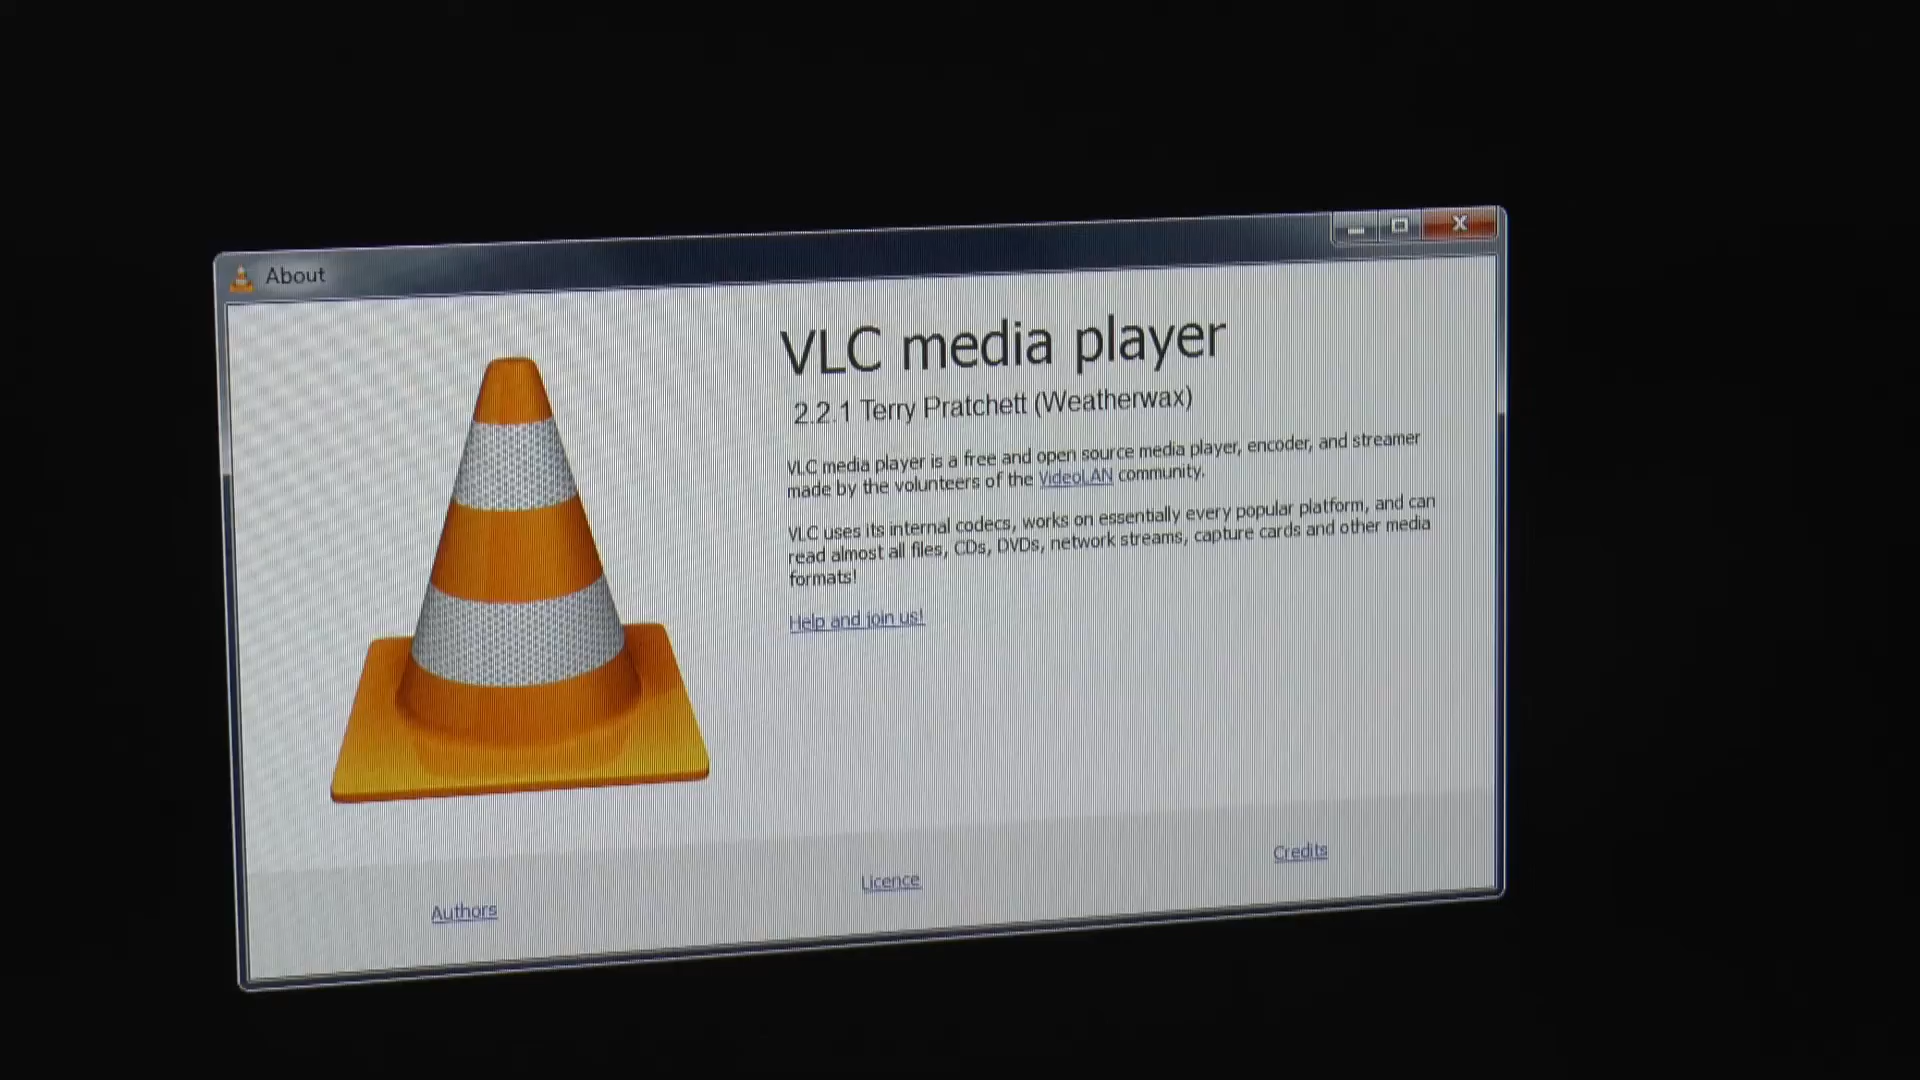 About
VLC media player
2.2.1 Terry Pratchett (Weatherwax)
VLC media player is a free and open source media player, encoder, and streamer
made by the volunteers of the VideoLAN community.
VLC uses its internal codecs, works on essentially every popular platform, and can
read almost all files, CDs, DVDs, network streams, capture cards and other media
formats!
Help and join us!
Authors
Licence
Credits